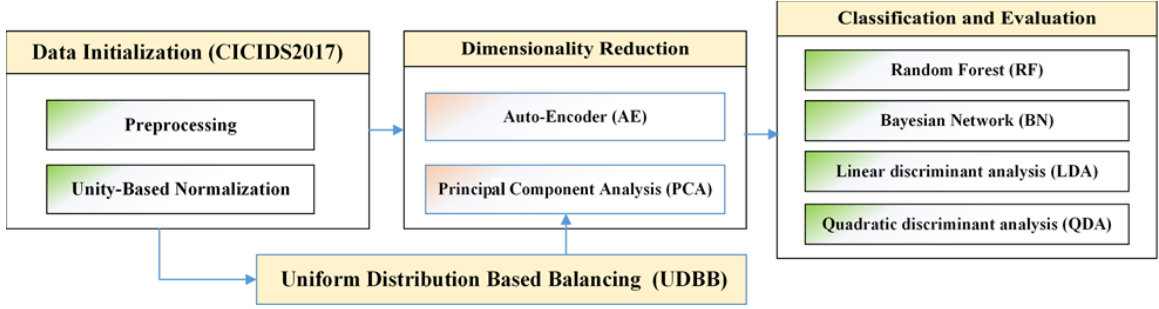 Data Initialization (CICIDS2017)
Preprocessing
Unity-Based Normalization
Dimensionality Reduction
Auto-Encoder (AE)
Principal Component Analysis (PCA)
Uniform Distribution Based Balancing (UDBB)
Classification and Evaluation
Random Forest (RF)
Bayesian Network (BN)
Linear discriminant analysis (LDA)
Quadratic discriminant analysis (QDA)